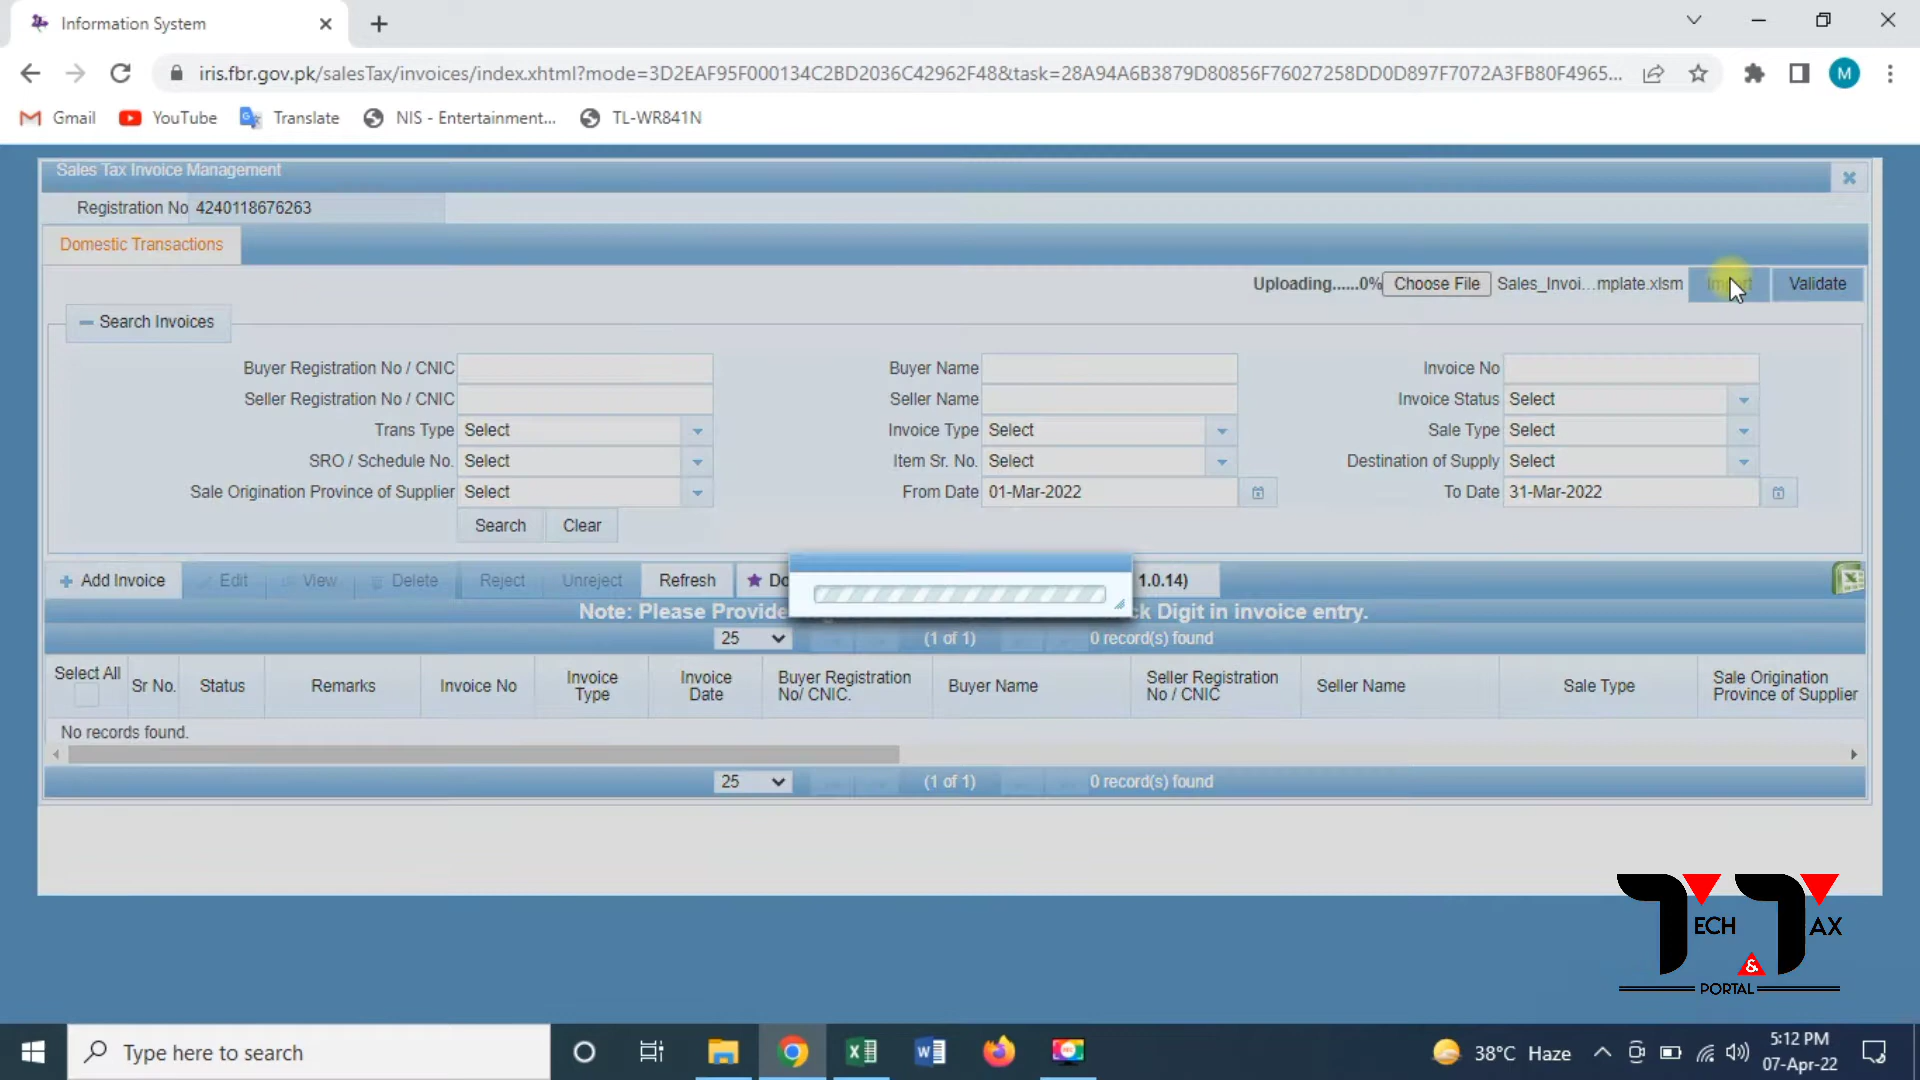 Information System
iris.fbr.gov.pk/salesTax/invoices/index.xhtml?mode=3D2EAF95F000134C2BD2036C42962F48&task=28A94A6B3879D80856F76027258DD0D897F7072A3FB80F4965...
M
Gmail YouTube Translate NIS - Entertainment... TL-WR841N
Sales Tax Invoice Management
Registration No 4240118676263
Domestic Transactions
Uploading......0% Choose File Sales_Invoi...mplate.xlsm Validate
Search Invoices
Buyer Registration No / CNIC Buyer Name Invoice No
Seller Registration No / CNIC Seller Name Invoice Status Select
Trans Type Select Invoice Type Select Sale Type Select
SRO / Schedule No. Select Item Sr. No. Select Destination of Supply Select
Sale Origination Province of Supplier Select From Date 01-Mar-2022 To Date 31-Mar-2022
Search Clear
Add Invoice Edit View Delete Reject Unreject Refresh Do 1.0.14)
Note: Please Provide Digit in invoice entry.
25 (1 of 1) 0 record(s) found
Select All Sr No. Status Remarks Invoice No Invoice Type Invoice Date Buyer Registration No/ CNIC. Buyer Name Seller Registration No / CNIC Seller Name Sale Type Sale Origination Province of Supplier
No records found.
25 (1 of 1) 0 record(s) found
TECH & TAX
PORTAL
Type here to search
38°C Haze
5:12 PM
07-Apr-22